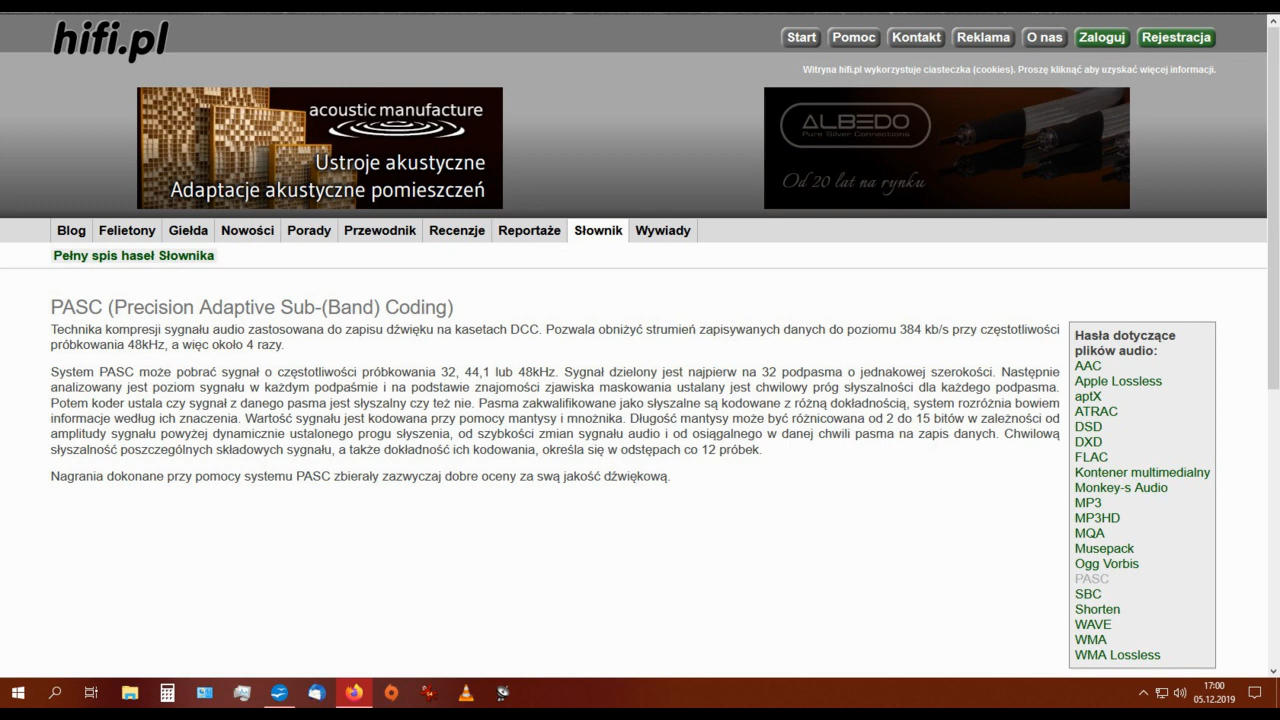 hifi.pl
Start Pomoc Kontakt Reklama O nas Zaloguj Rejestracja
Witryna hifi.pl wykorzystuje ciasteczka (cookies). Proszę kliknąć aby uzyskać więcej informacji.
acoustic manufacture
Ustroje akustyczne
Adaptacje akustyczne pomieszczeń
ALBEDO
Pure Silver Connections
Od 20 lat na rynku
Blog Felietony Giełda Nowości Porady Przewodnik Recenzje Reportaże Słownik Wywiady
Pełny spis haseł Słownika
PASC (Precision Adaptive Sub-(Band) Coding)
Technika kompresji sygnału audio zastosowana do zapisu dźwięku na kasetach DCC. Pozwala obniżyć strumień zapisywanych danych do poziomu 384 kb/s przy częstotliwości
próbkowania 48kHz, a więc około 4 razy.
System PASC może pobrać sygnał o częstotliwości próbkowania 32, 44,1 lub 48kHz. Sygnał dzielony jest najpierw na 32 podpasma o jednakowej szerokości. Następnie
analizowany jest poziom sygnału w każdym podpaśmie i na podstawie znajomości zjawiska maskowania ustalany jest chwilowy próg słyszalności dla każdego podpasma.
Potem koder ustala czy sygnał z danego pasma jest słyszalny czy też nie. Pasma zakwalifikowane jako słyszalne są kodowane z różną dokładnością, system rozróżnia bowiem
informacje według ich znaczenia. Wartość sygnału jest kodowana przy pomocy mantysy i mnożnika. Długość mantysy może być różnicowana od 2 do 15 bitów w zależności od
amplitudy sygnału powyżej dynamicznie ustalonego progu słyszenia, od szybkości zmian sygnału audio i od osiągalnego w danej chwili pasma na zapis danych. Chwilową
słyszalność poszczególnych składowych sygnału, a także dokładność ich kodowania, określa się w odstępach co 12 próbek.
Nagrania dokonane przy pomocy systemu PASC zbierały zazwyczaj dobre oceny za swą jakość dźwiękową.
Hasła dotyczące
plików audio:
AAC
Apple Lossless
aptX
ATRAC
DSD
DXD
FLAC
Kontener multimedialny
Monkey-s Audio
MP3
MP3HD
MQA
Musepack
Ogg Vorbis
PASC
SBC
Shorten
WAVE
WMA
WMA Lossless
17:00
05.12.2019